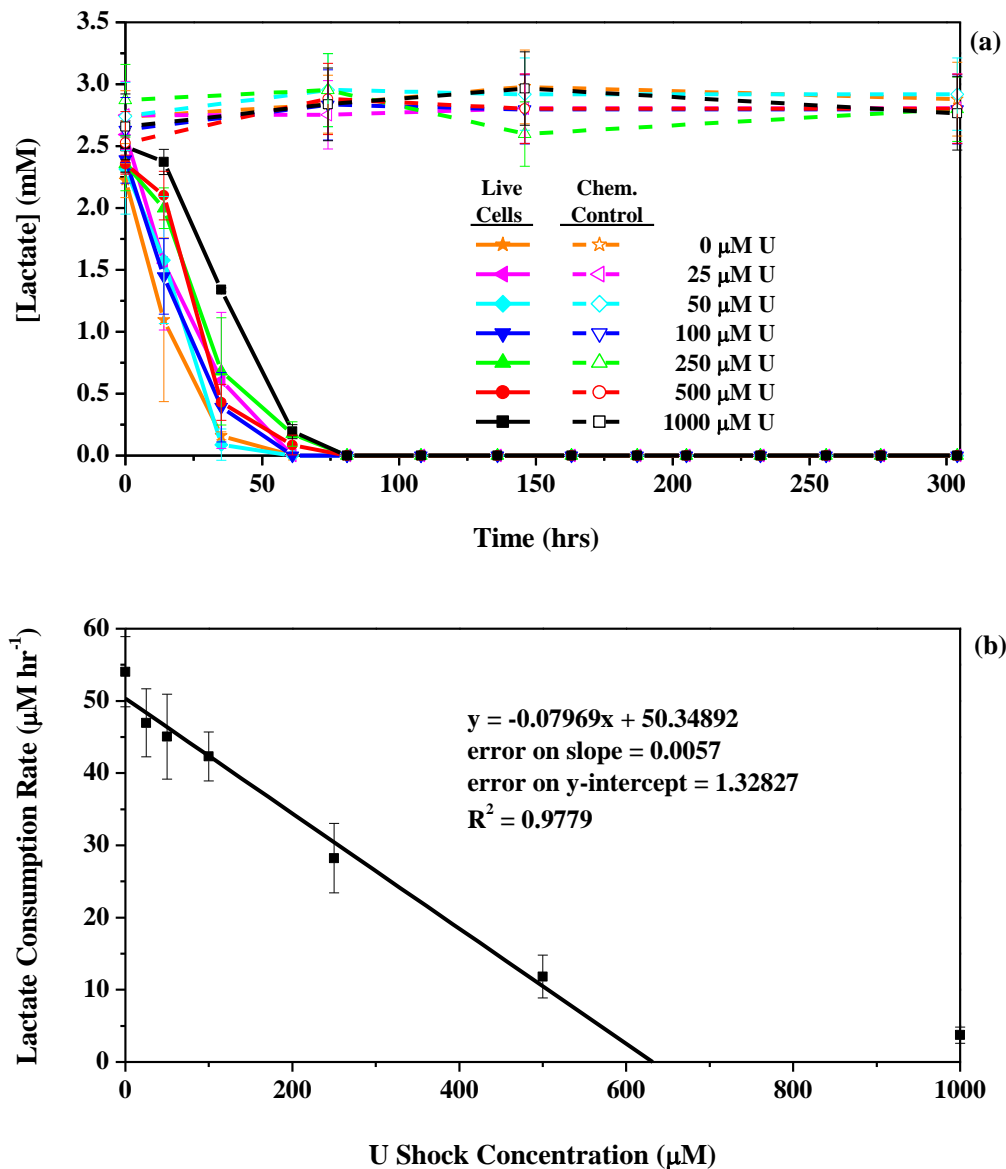 (a)
3.5
3.0
2.5
2.0
1.5
1.0
0.5
0.0
[Lactate] (mM)
Live Chem.
Cells Control
0 μM U
25 μM U
50 μM U
100 μM U
250 μM U
500 μM U
1000 μM U
0 50 100 150 200 250 300
Time (hrs)
(b)
60
50
40
30
20
10
0
Lactate Consumption Rate (μM hr⁻¹)
y = -0.07969x + 50.34892
error on slope = 0.0057
error on y-intercept = 1.32827
R² = 0.9779
0 200 400 600 800 1000
U Shock Concentration (μM)